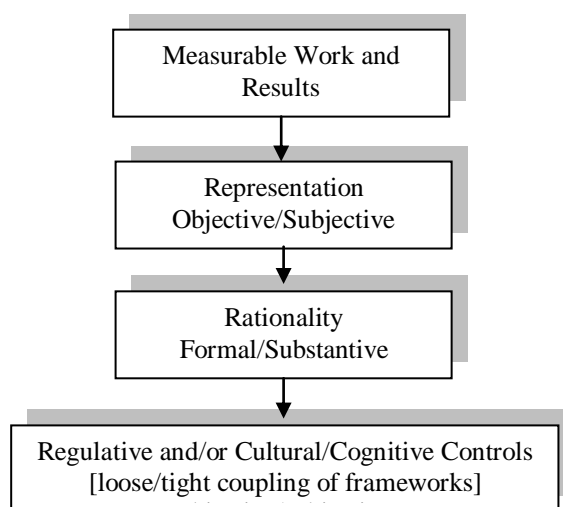 Measurable Work and
Results
Representation
Objective/Subjective
Rationality
Formal/Substantive
Regulative and/or Cultural/Cognitive Controls
[loose/tight coupling of frameworks]